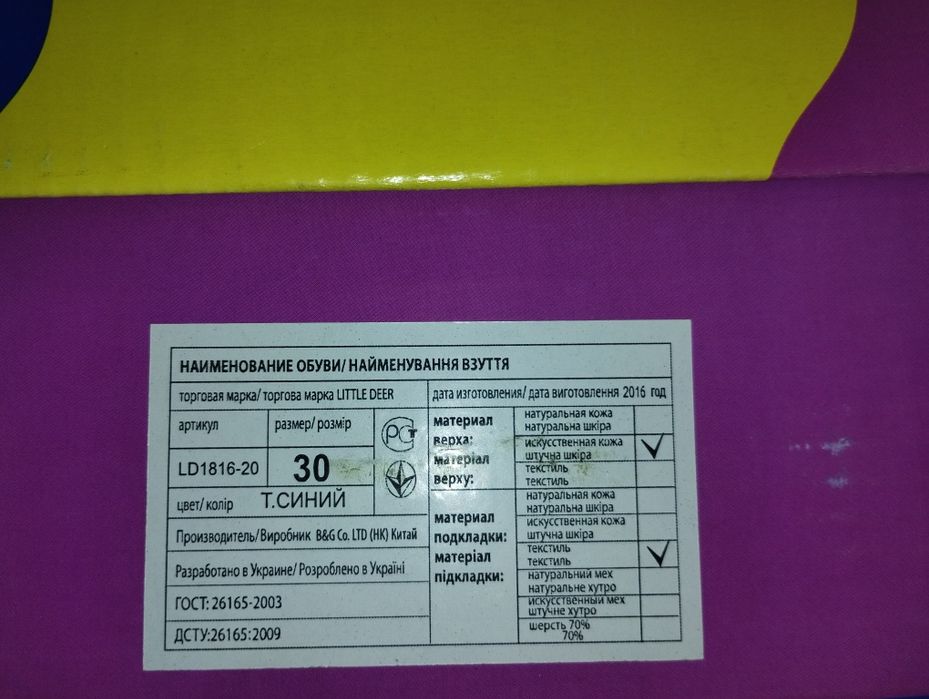 НАИМЕНОВАНИЕ ОБУВИ/ НАЙМЕНУВАННЯ ВЗУТТЯ
торговая марка/ торгова марка LITTLE DEER
дата изготовления/ дата виготовлення 2016 год
артикул
размер/ розмір
РСТ
LD1816-20
30
цвет/ колір Т.СИНИЙ
Производитель/Виробник B&G Co. LTD (HK) Китай
Разработано в Украине/ Розроблено в Україні
ГОСТ: 26165-2003
ДСТУ:26165:2009
материал
верха:
матеріал
верху:
натуральная кожа
натуральна шкіра
искусственная кожа
штучна шкіра
текстиль
текстиль
материал
подкладки:
матеріал
підкладки:
натуральная кожа
натуральна шкіра
искусственная кожа
штучна шкіра
текстиль
текстиль
натуральний мех
натуральне хутро
искусственный мех
штучне хутро
шерсть 70%
70%